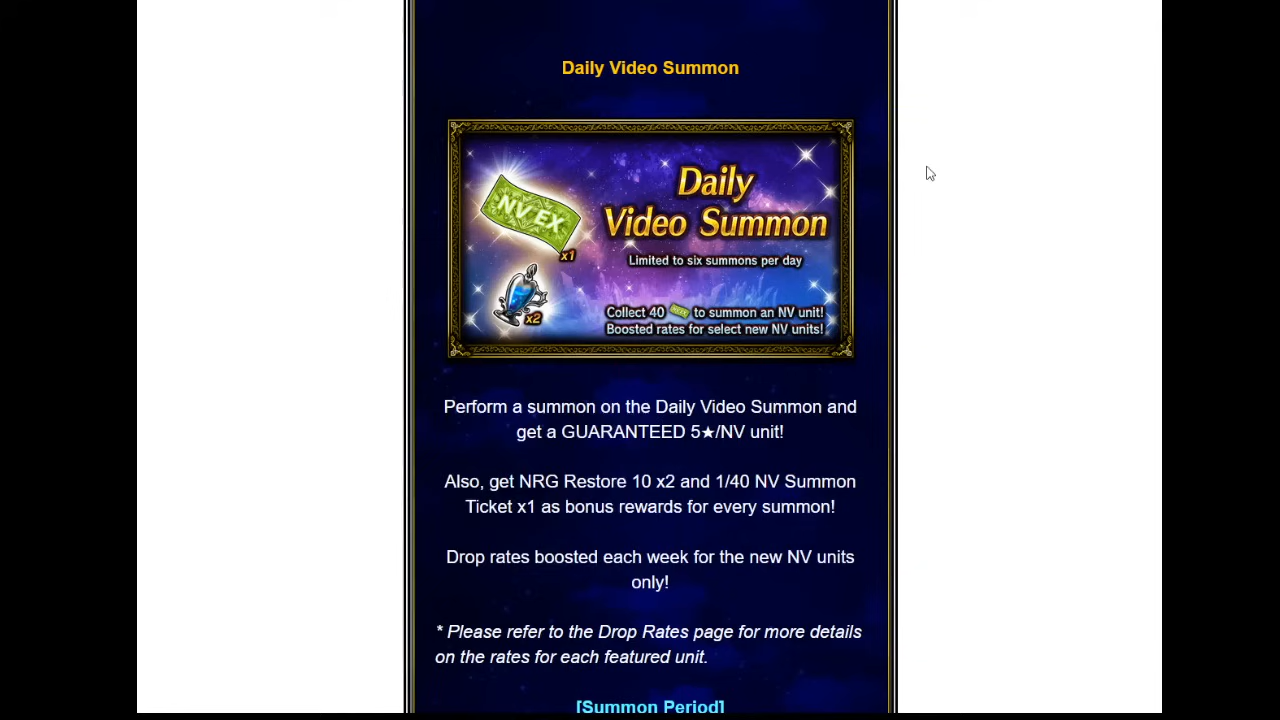 Daily Video Summon
Daily
Video Summon
NV EX
x1
Limited to six summons per day
x2
Collect 40 to summon an NV unit!
Boosted rates for select new NV units!
Perform a summon on the Daily Video Summon and
get a GUARANTEED 5★/NV unit!
Also, get NRG Restore 10 x2 and 1/40 NV Summon
Ticket x1 as bonus rewards for every summon!
Drop rates boosted each week for the new NV units
only!
* Please refer to the Drop Rates page for more details
on the rates for each featured unit.
[Summon Period]